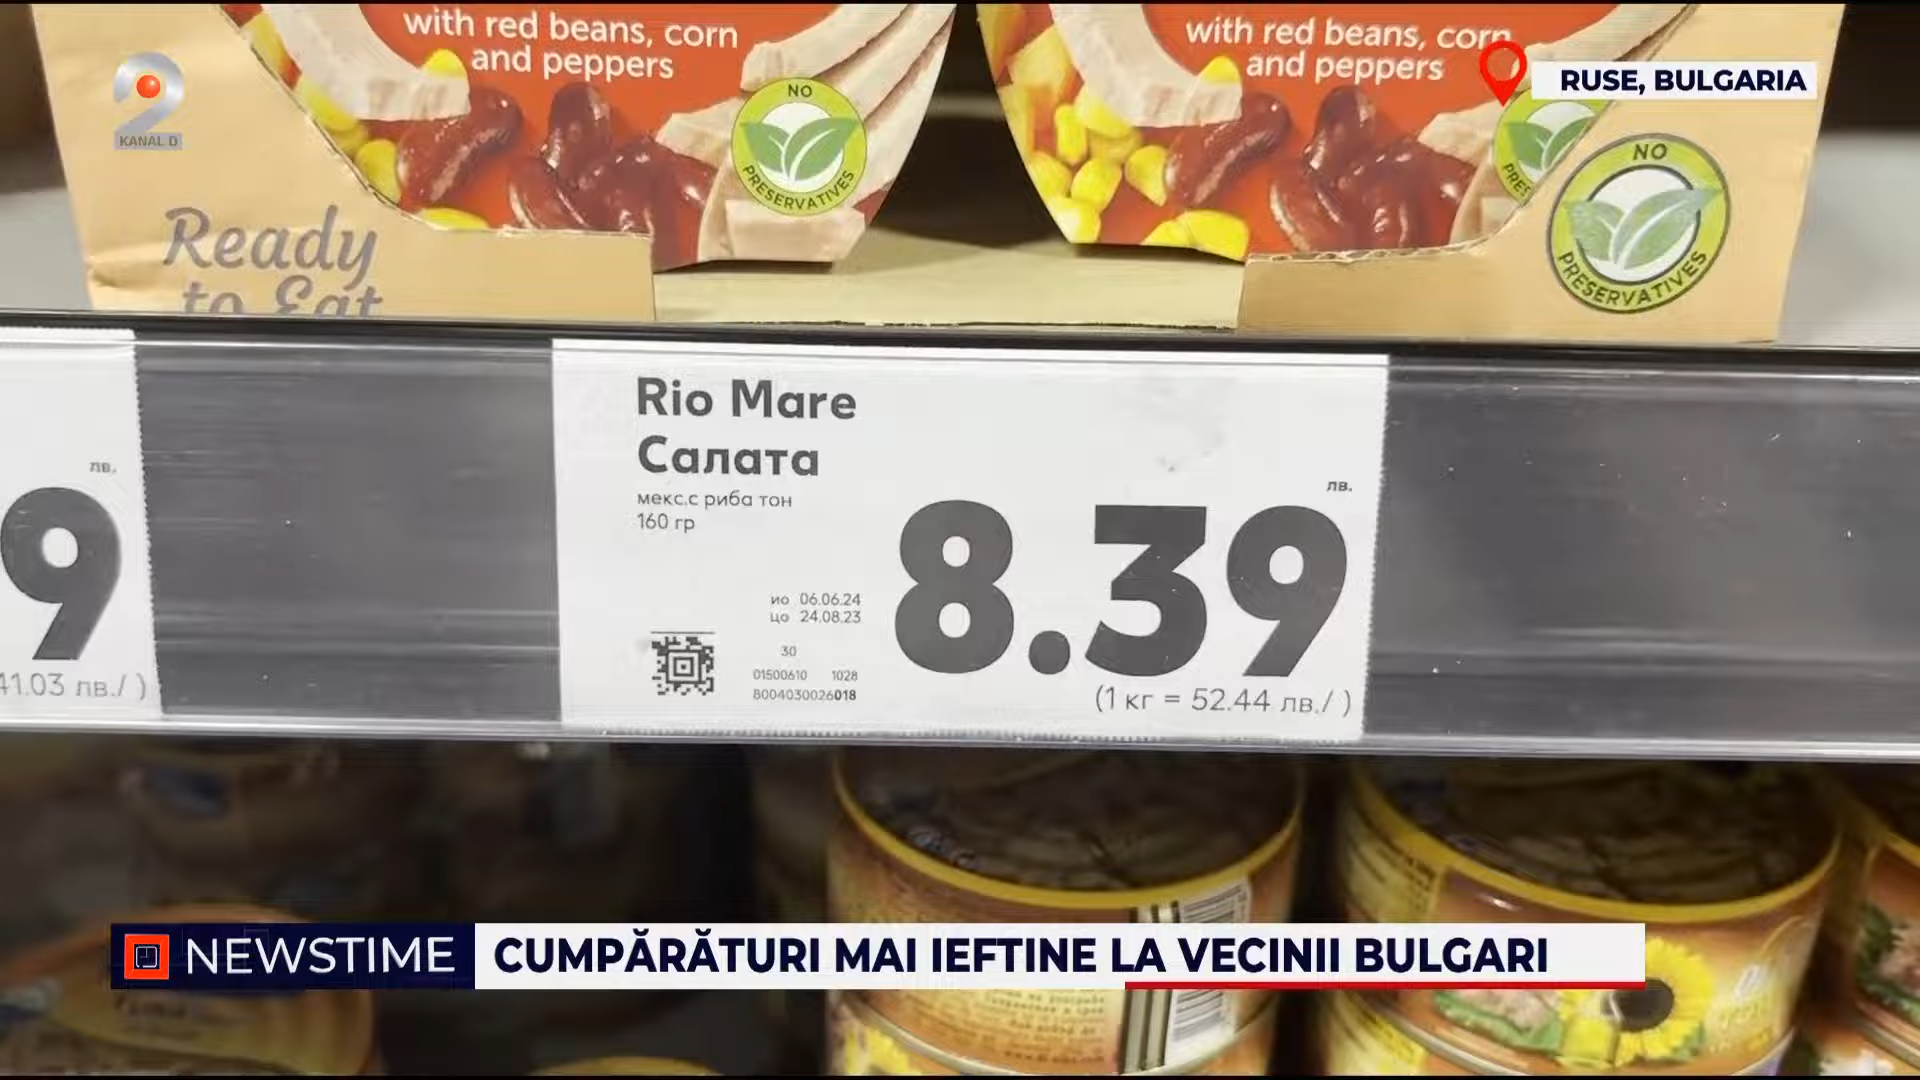 with red beans, corn
and peppers
with red beans, corn
and peppers
RUSE, BULGARIA
KANAL D
NO
PRESERVATIVES
NO
PRESERVATIVES
Ready
to Eat
Rio Mare
Салата
мекс.с риба тон
160 гр
лв.
8.39
(1 кг = 52.44 лв./ )
ио 06.06.24
цо 24.08.23
30
01500610 1028
8004030026018
лв.
9
41.03 лв./ )
NEWSTIME
CUMPĂRĂTURI MAI IEFTINE LA VECINII BULGARI